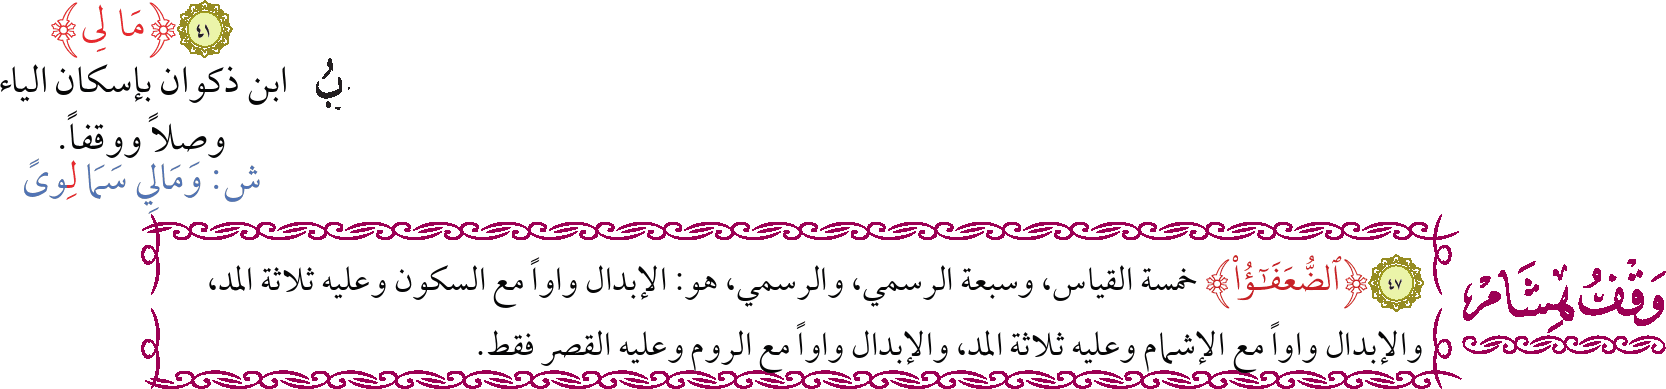 ٤١ ﴿مَا لِي﴾
ابن ذكوان بإسكان الياء
وصلاً ووقفاً.
ش: وَمَالِي سَمَا لِوىً
وَقْفُ هِشَامْ
٤٧ ﴿ٱلضُّعَفَٰٓؤُاْ﴾ خمسة القياس، وسبعة الرسمي، والرسمي، هو: الإبدال واواً مع السكون وعليه ثلاثة المد،
والإبدال واواً مع الإشمام وعليه ثلاثة المد، والإبدال واواً مع الروم وعليه القصر فقط.